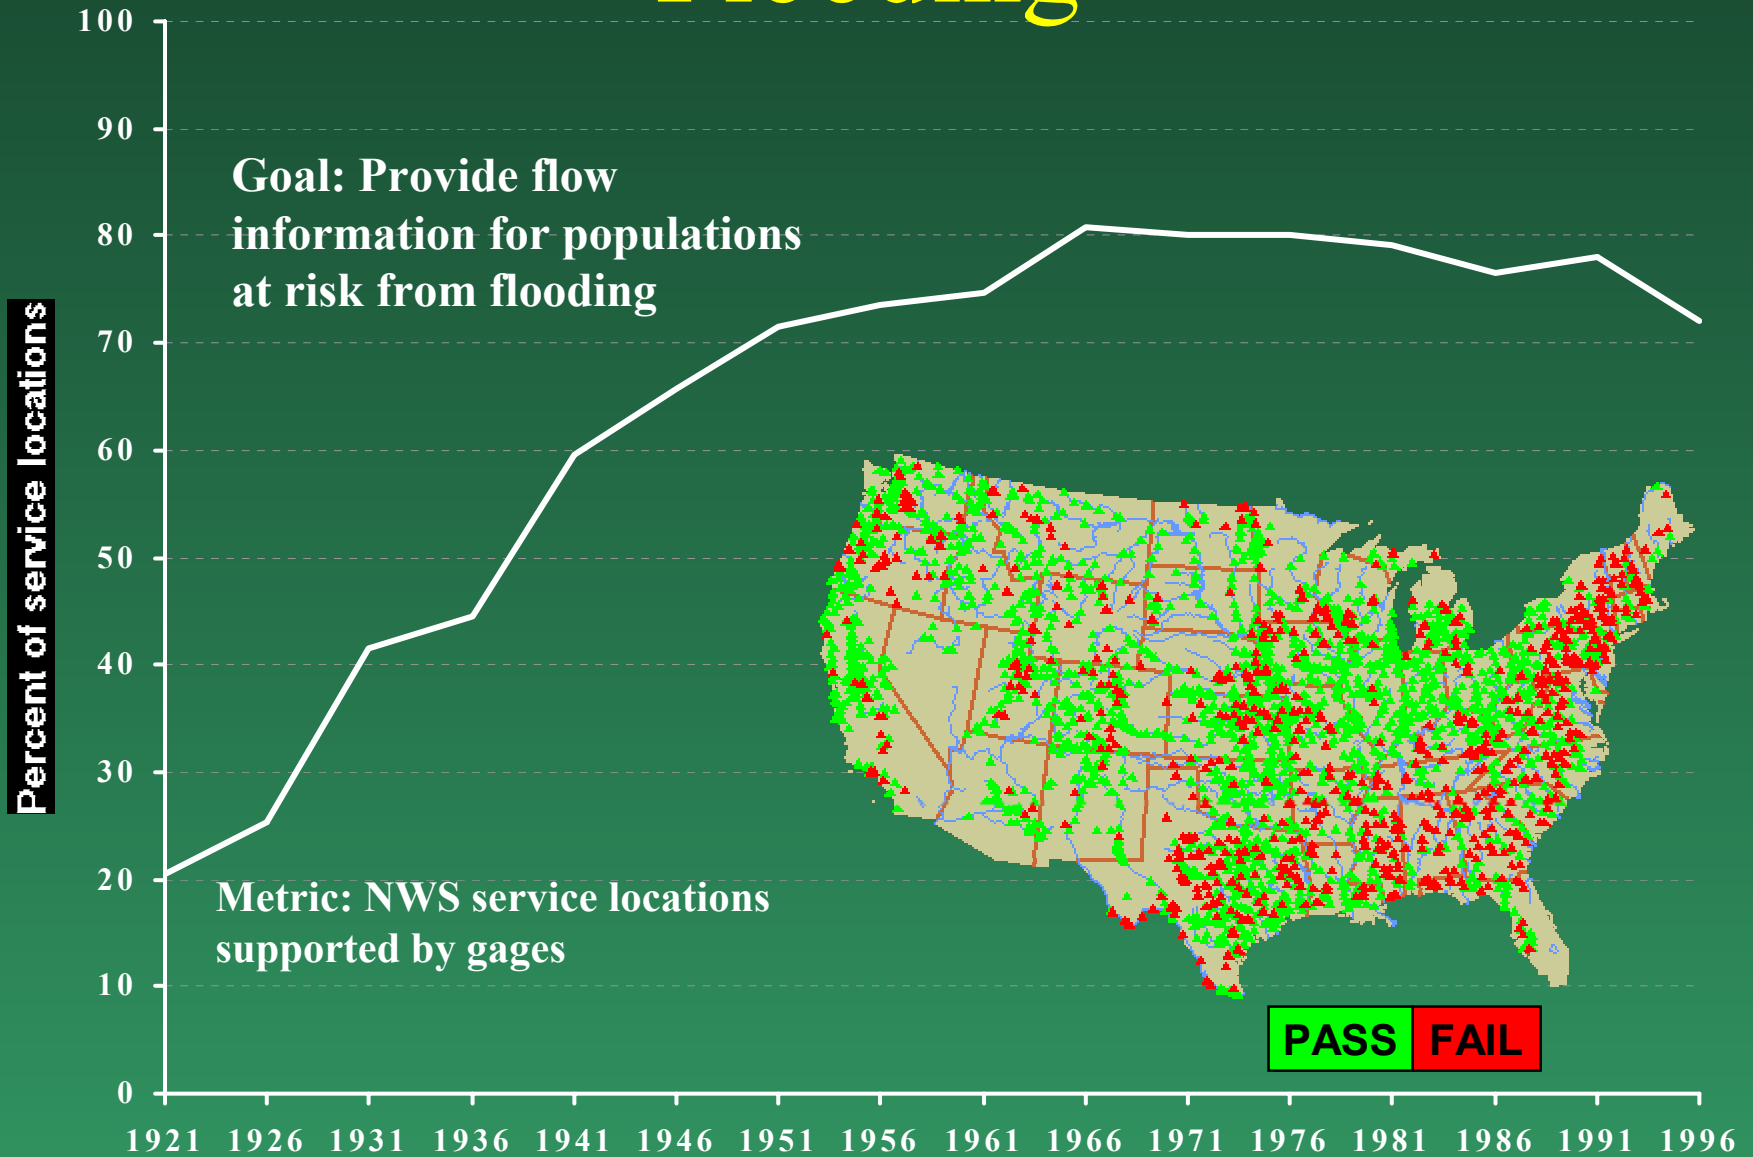 Flooding
100
90
80
70
60
50
40
30
20
10
0
Percent of service locations
Goal: Provide flow
information for populations
at risk from flooding
Metric: NWS service locations
supported by gages
PASS FAIL
1921 1926 1931 1936 1941 1946 1951 1956 1961 1966 1971 1976 1981 1986 1991 1996